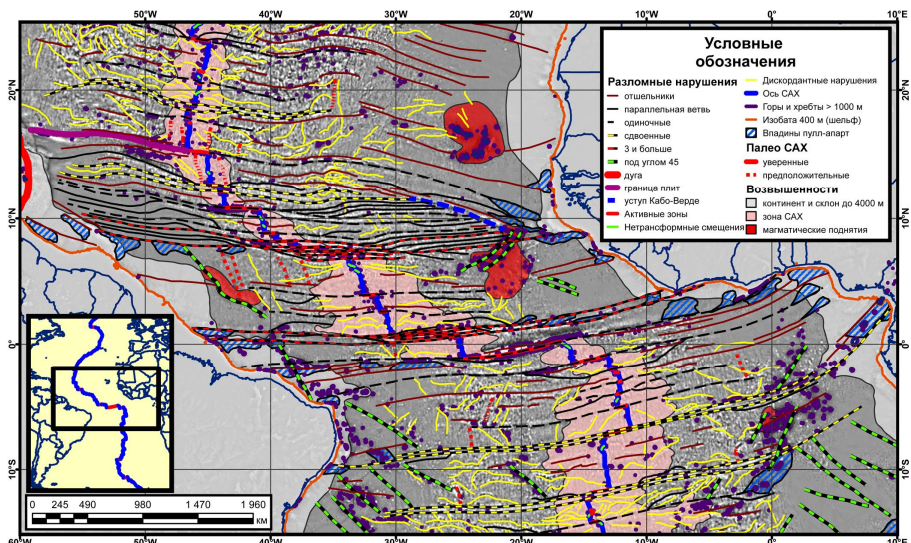 50°W 40°W 30°W 20°W 10°W 0° 10°E
20°N
10°N
0°
10°S
Условные
обозначения
Разломные нарушения
отшельники
параллельная ветвь
одиночные
сдвоенные
3 и больше
под углом 45
дуга
граница плит
уступ Кабо-Верде
Активные зоны
Нетрансформные смещения
Дискордантные нарушения
Ось САХ
Горы и хребты > 1000 м
Изобата 400 м (шельф)
Впадины пулл-апарт
Палео САХ
уверенные
предположительные
Возвышенности
континент и склон до 4000 м
зона САХ
магматические поднятия
20°N
10°N
0°
10°S
0 245 490 980 1 470 1 960
км
60°W 50°W 40°W 30°W 20°W 10°W 0° 10°E